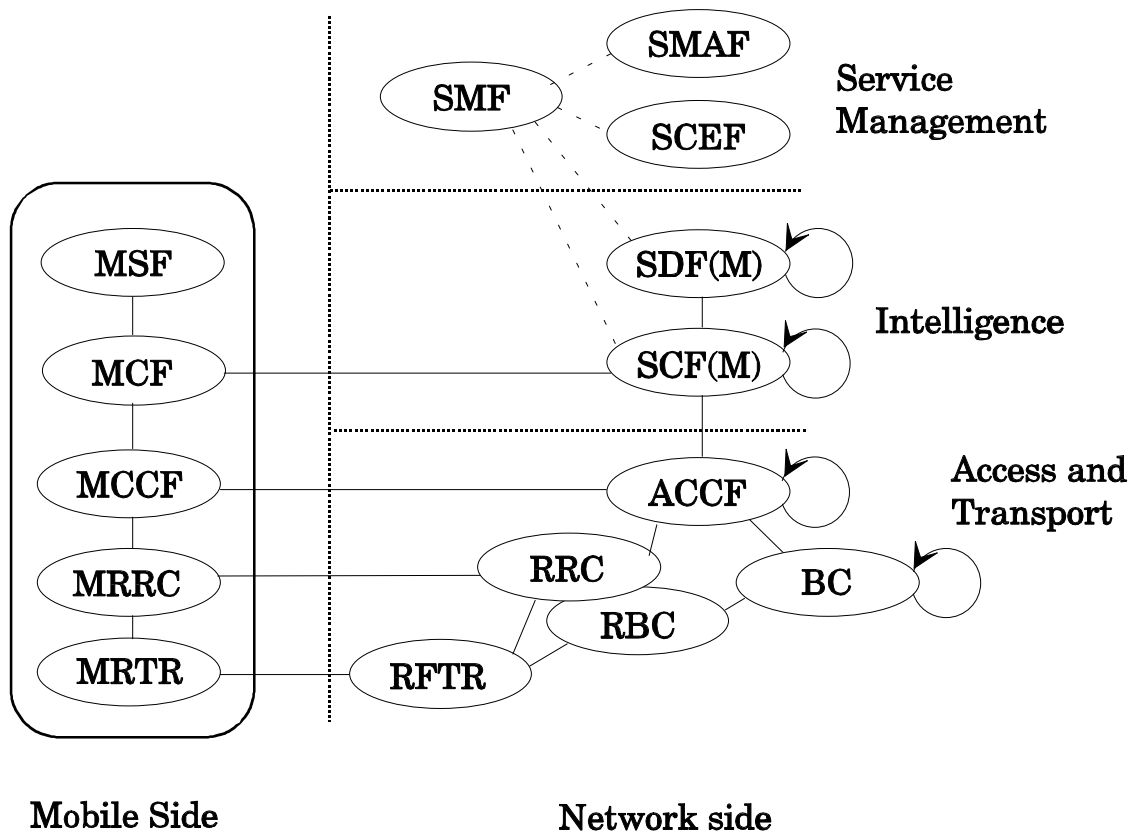 SMAF
SMF
SCEF
Service
Management
MSF
SDF(M)
Intelligence
MCF
SCF(M)
MCCF
ACCF
Access and
Transport
MRRC
RRC
BC
RBC
MRTR
RFTR
Mobile Side
Network side